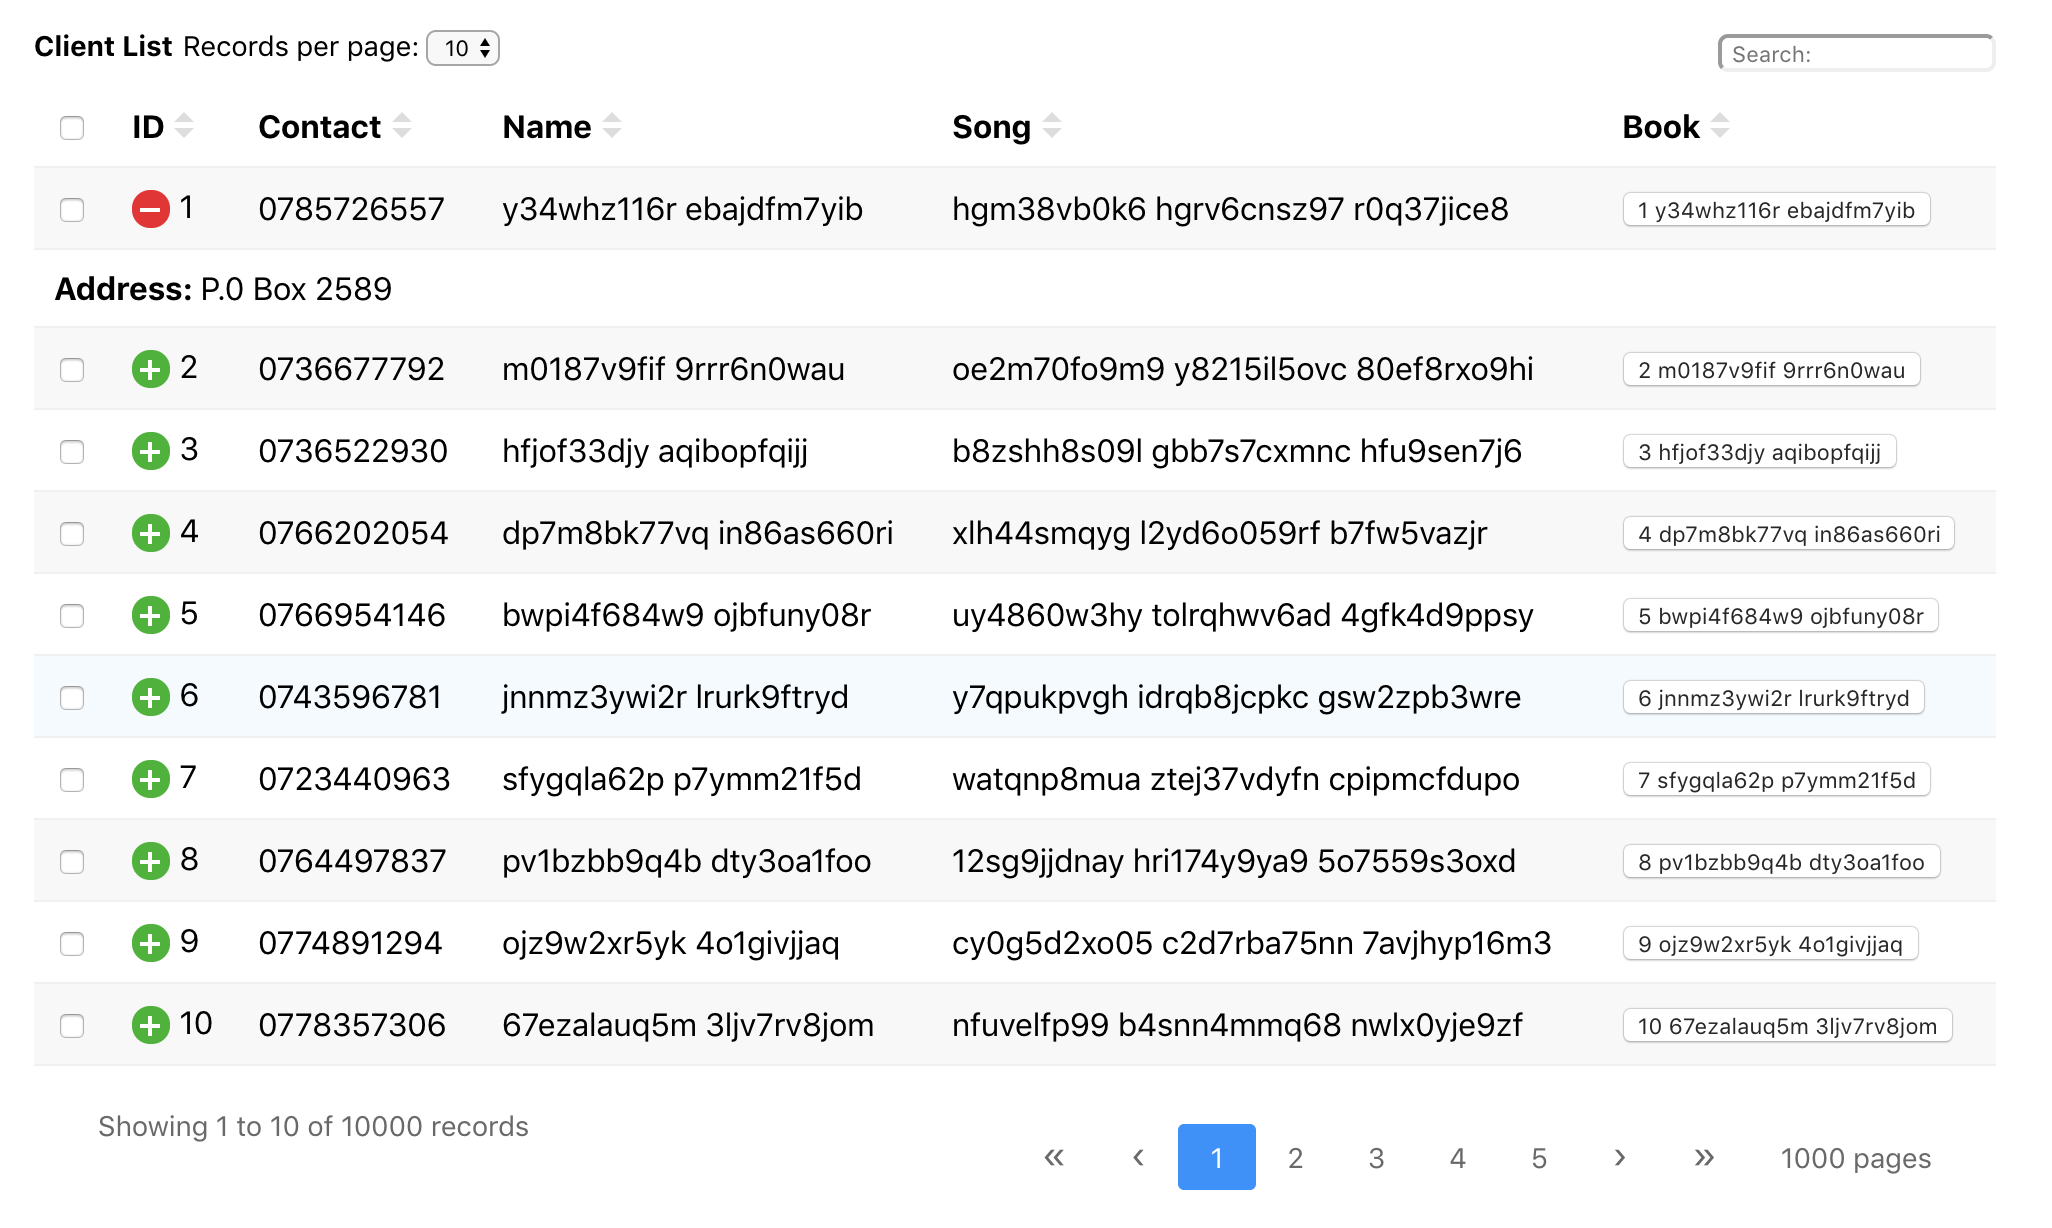 Client List Records per page: 10 Search:
ID Contact Name Song Book
1 0785726557 y34whz116r ebajdfm7yib hgm38vb0k6 hgrv6cnsz97 r0q37jice8 1 y34whz116r ebajdfm7yib
Address: P.0 Box 2589
2 0736677792 m0187v9fif 9rrr6n0wau oe2m70fo9m9 y8215il5ovc 80ef8rxo9hi 2 m0187v9fif 9rrr6n0wau
3 0736522930 hfjof33djy aqibopfqijj b8zshh8s09l gbb7s7cxmnc hfu9sen7j6 3 hfjof33djy aqibopfqijj
4 0766202054 dp7m8bk77vq in86as660ri xlh44smqyg l2yd6o059rf b7fw5vazjr 4 dp7m8bk77vq in86as660ri
5 0766954146 bwpi4f684w9 ojbfuny08r uy4860w3hy tolrqhwv6ad 4gfk4d9ppsy 5 bwpi4f684w9 ojbfuny08r
6 0743596781 jnnmz3ywi2r lrurk9ftryd y7qpukpvgh idrqb8jcpkc gsw2zpb3wre 6 jnnmz3ywi2r lrurk9ftryd
7 0723440963 sfygqla62p p7ymm21f5d watqnp8mua ztej37vdyfn cpipmcfdupo 7 sfygqla62p p7ymm21f5d
8 0764497837 pv1bzbb9q4b dty3oa1foo 12sg9jjdnay hri174y9ya9 5o7559s3oxd 8 pv1bzbb9q4b dty3oa1foo
9 0774891294 ojz9w2xr5yk 4o1givjjaq cy0g5d2xo05 c2d7rba75nn 7avjhyp16m3 9 ojz9w2xr5yk 4o1givjjaq
10 0778357306 67ezalauq5m 3ljv7rv8jom nfuvelfp99 b4snn4mmq68 nwlx0yje9zf 10 67ezalauq5m 3ljv7rv8jom
Showing 1 to 10 of 10000 records
« ‹ 1 2 3 4 5 › » 1000 pages